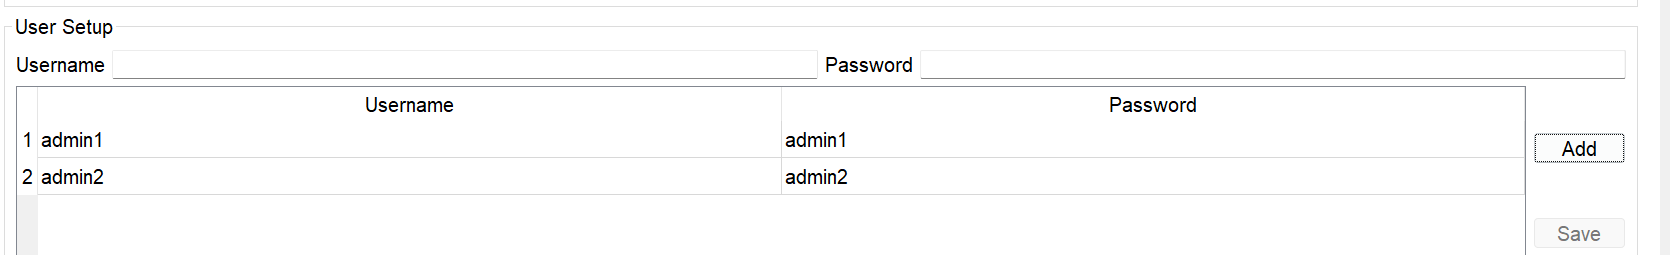 User Setup
Username Password
Username Password
1 admin1 admin1
Add
2 admin2 admin2
Save